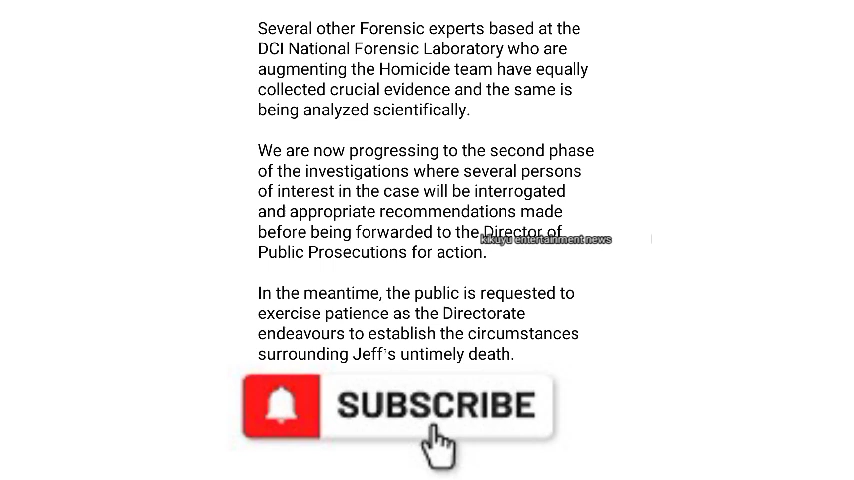 Several other Forensic experts based at the
DCI National Forensic Laboratory who are
augmenting the Homicide team have equally
collected crucial evidence and the same is
being analyzed scientifically.
We are now progressing to the second phase
of the investigations where several persons
of interest in the case will be interrogated
and appropriate recommendations made
before being forwarded to the Director of
kikuyu entertainment news
Public Prosecutions for action.
In the meantime, the public is requested to
exercise patience as the Directorate
endeavours to establish the circumstances
surrounding Jeff's untimely death.
SUBSCRIBE